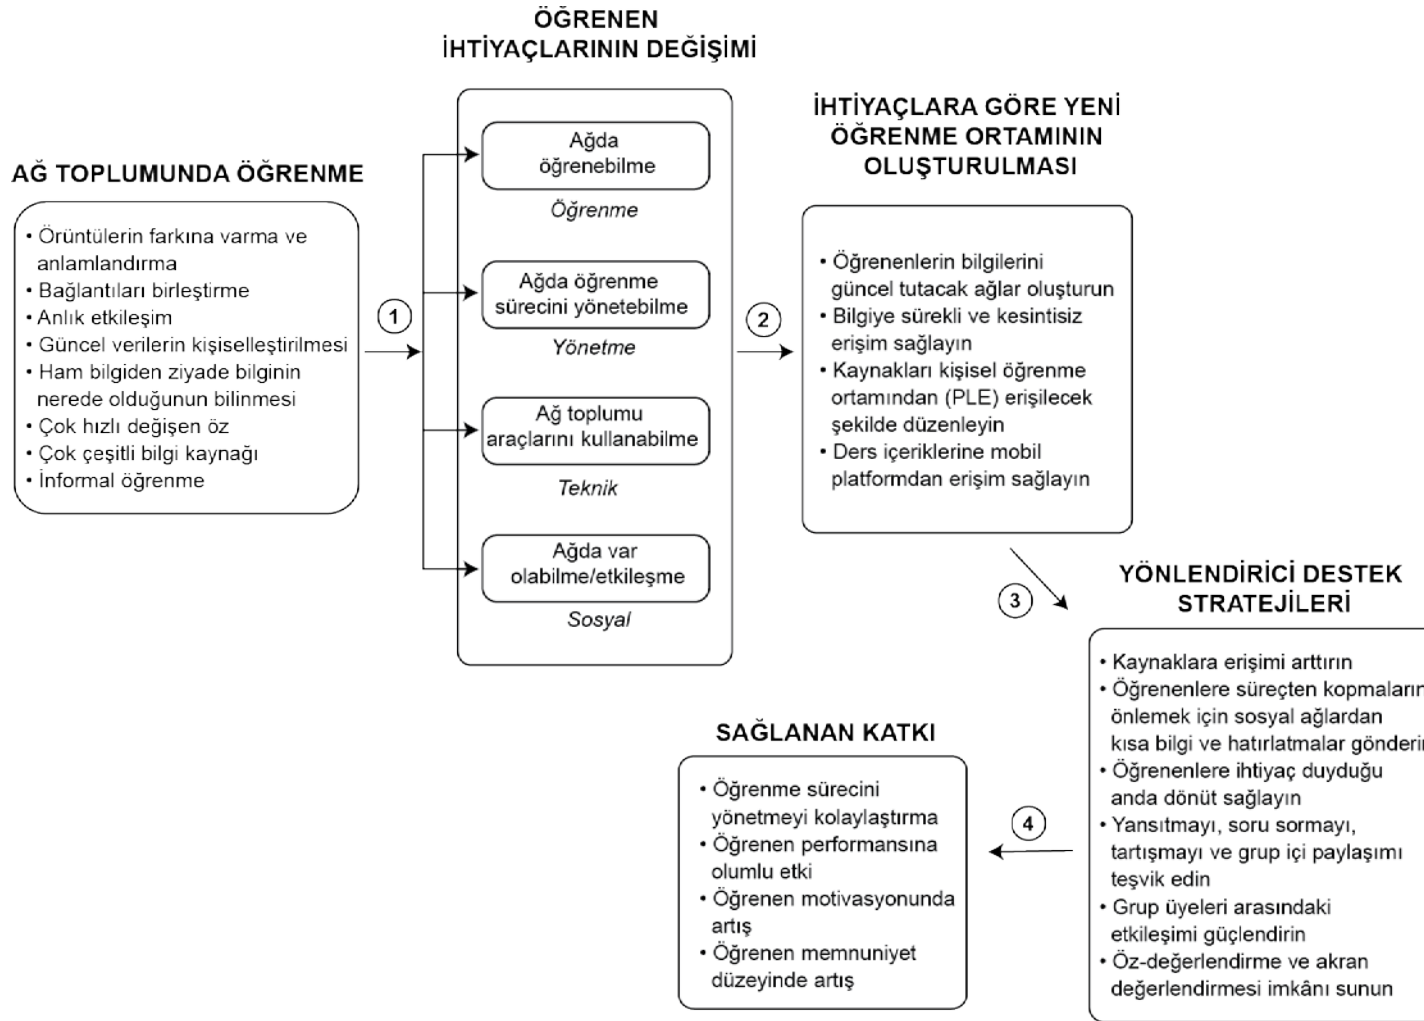 AĞ TOPLUMUNDA ÖĞRENME
• Örüntülerin farkına varma ve
anlamlandırma
• Bağlantıları birleştirme
• Anlık etkileşim
• Güncel verilerin kişiselleştirilmesi
• Ham bilgiden ziyade bilginin
nerede olduğunun bilinmesi
• Çok hızlı değişen öz
• Çok çeşitli bilgi kaynağı
• İnformal öğrenme
1
ÖĞRENEN
İHTİYAÇLARININ DEĞİŞİMİ
Ağda
öğrenebilme
Öğrenme
Ağda öğrenme
sürecini yönetebilme
Yönetme
Ağ toplumu
araçlarını kullanabilme
Teknik
Ağda var
olabilme/etkileşme
Sosyal
2
İHTİYAÇLARA GÖRE YENİ
ÖĞRENME ORTAMININ
OLUŞTURULMASI
• Öğrenenlerin bilgilerini
güncel tutacak ağlar oluşturun
• Bilgiye sürekli ve kesintisiz
erişim sağlayın
• Kaynakları kişisel öğrenme
ortamından (PLE) erişilecek
şekilde düzenleyin
• Ders içeriklerine mobil
platformdan erişim sağlayın
3
YÖNLENDİRİCİ DESTEK
STRATEJİLERİ
• Kaynaklara erişimi arttırın
• Öğrenenlere süreçten kopmaların
önlemek için sosyal ağlardan
kısa bilgi ve hatırlatmalar gönderin
• Öğrenenlere ihtiyaç duyduğu
anda dönüt sağlayın
• Yansıtmayı, soru sormayı,
tartışmayı ve grup içi paylaşımı
teşvik edin
• Grup üyeleri arasındaki
etkileşimi güçlendirin
• Öz-değerlendirme ve akran
değerlendirmesi imkânı sunun
4
SAĞLANAN KATKI
• Öğrenme sürecini
yönetmeyi kolaylaştırma
• Öğrenen performansına
olumlu etki
• Öğrenen motivasyonunda
artış
• Öğrenen memnuniyet
düzeyinde artış